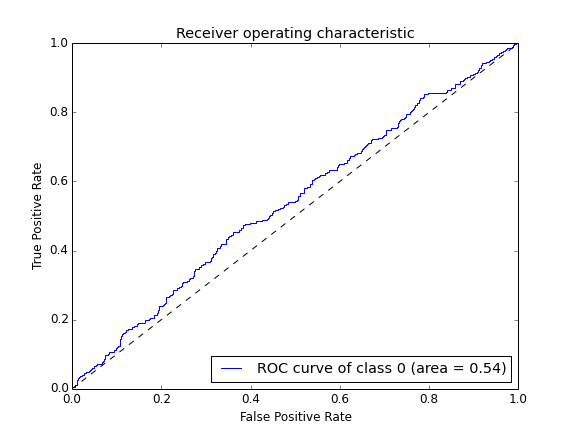 Receiver operating characteristic
1.0
0.8
0.6
0.4
0.2
0.0
True Positive Rate
ROC curve of class 0 (area = 0.54)
0.0 0.2 0.4 0.6 0.8 1.0
False Positive Rate